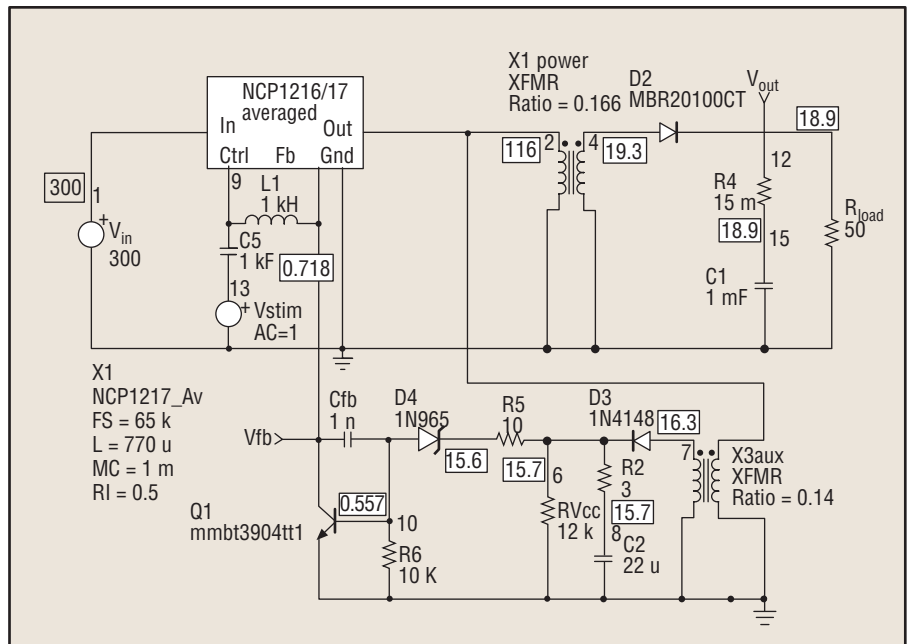 NCP1216/17
averaged
In
Out
Ctrl
Fb
Gnd
X1 power
XFMR
Ratio = 0.166
D2
MBR20100CT
Vout
18.9
116
2
4
19.3
12
R4
15 m
18.9
15
Rload
50
C1
1 mF
300
1
+
Vin
300
9
L1
1 kH
C5
1 kF
0.718
13
+
Vstim
AC=1
X1
NCP1217_Av
FS = 65 k
L = 770 u
MC = 1 m
RI = 0.5
Vfb
Cfb
1 n
D4
1N965
R5
10
D3
1N4148
16.3
15.6
15.7
6
7
X3aux
XFMR
Ratio = 0.14
R2
3
15.7
8
C2
22 u
RVcc
12 k
0.557
10
Q1
mmbt3904tt1
R6
10 K